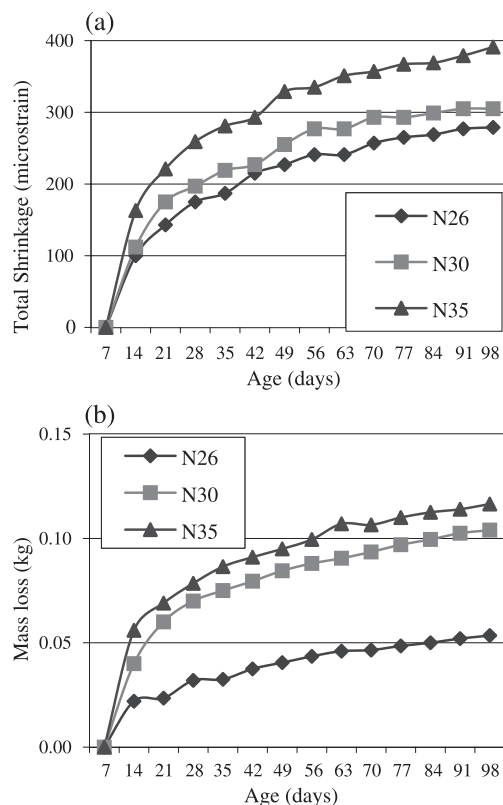 (a)
Total Shrinkage (microstrain)
400
300
200
100
0
N26
N30
N35
7 14 21 28 35 42 49 56 63 70 77 84 91 98
Age (days)
(b)
Mass loss (kg)
0.15
0.10
0.05
0.00
N26
N30
N35
7 14 21 28 35 42 49 56 63 70 77 84 91 98
Age (days)